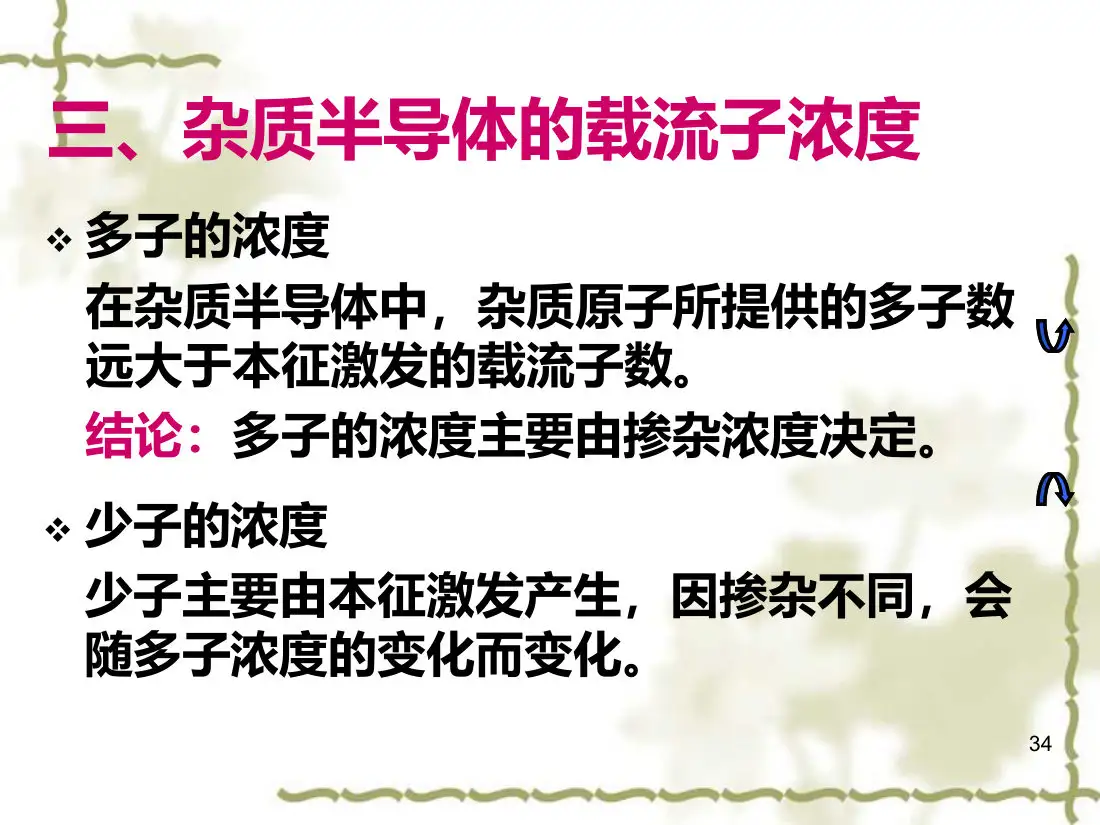 三、杂质半导体的载流子浓度
多子的浓度
在杂质半导体中，杂质原子所提供的多子数
远大于本征激发的载流子数。
结论：多子的浓度主要由掺杂浓度决定。
少子的浓度
少子主要由本征激发产生，因掺杂不同，会
随多子浓度的变化而变化。
34